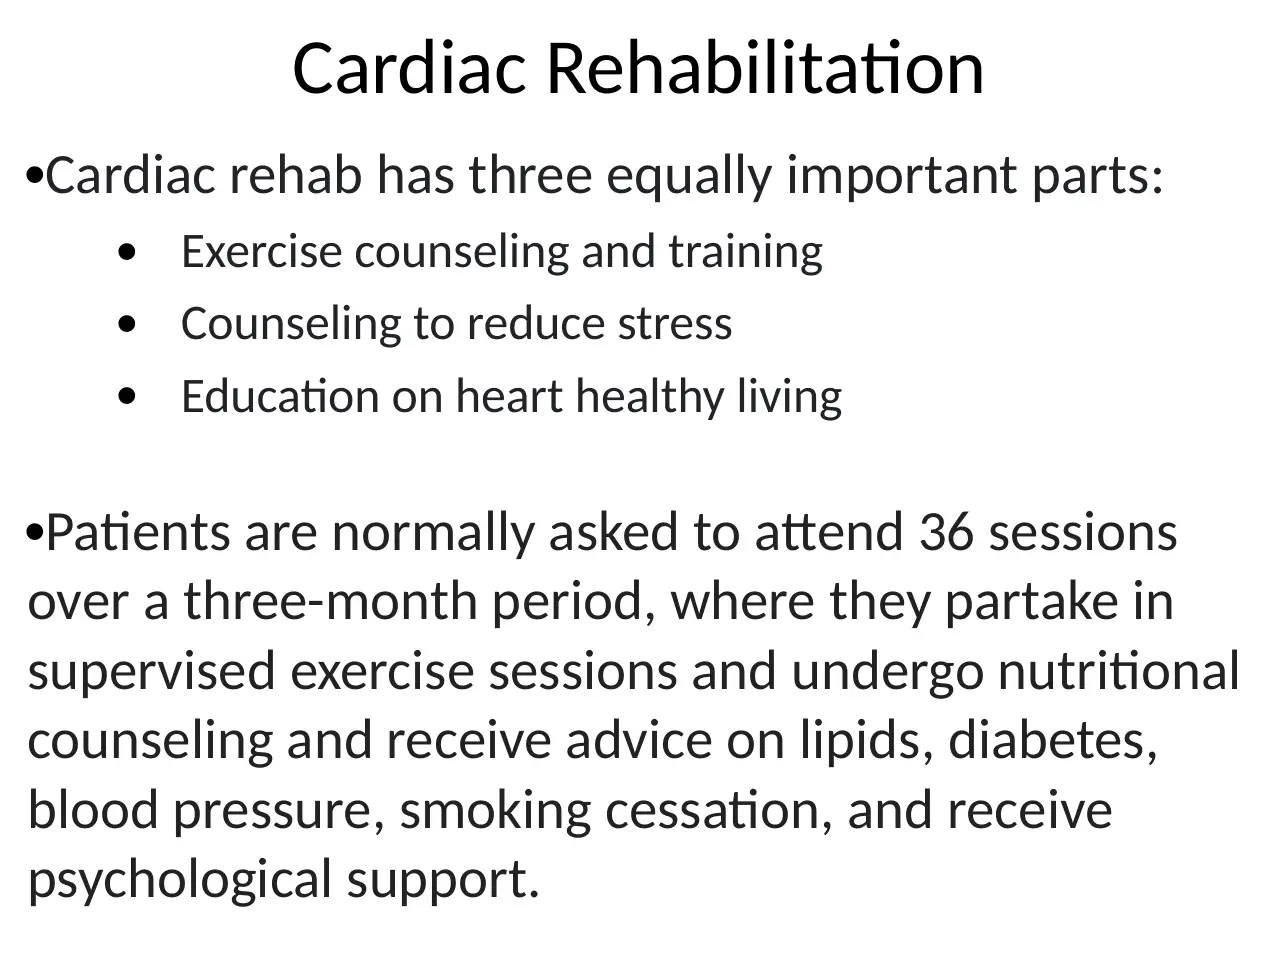 Cardiac Rehabilitation
•Cardiac rehab has three equally important parts:
• Exercise counseling and training
• Counseling to reduce stress
• Education on heart healthy living
•Patients are normally asked to attend 36 sessions
over a three-month period, where they partake in
supervised exercise sessions and undergo nutritional
counseling and receive advice on lipids, diabetes,
blood pressure, smoking cessation, and receive
psychological support.